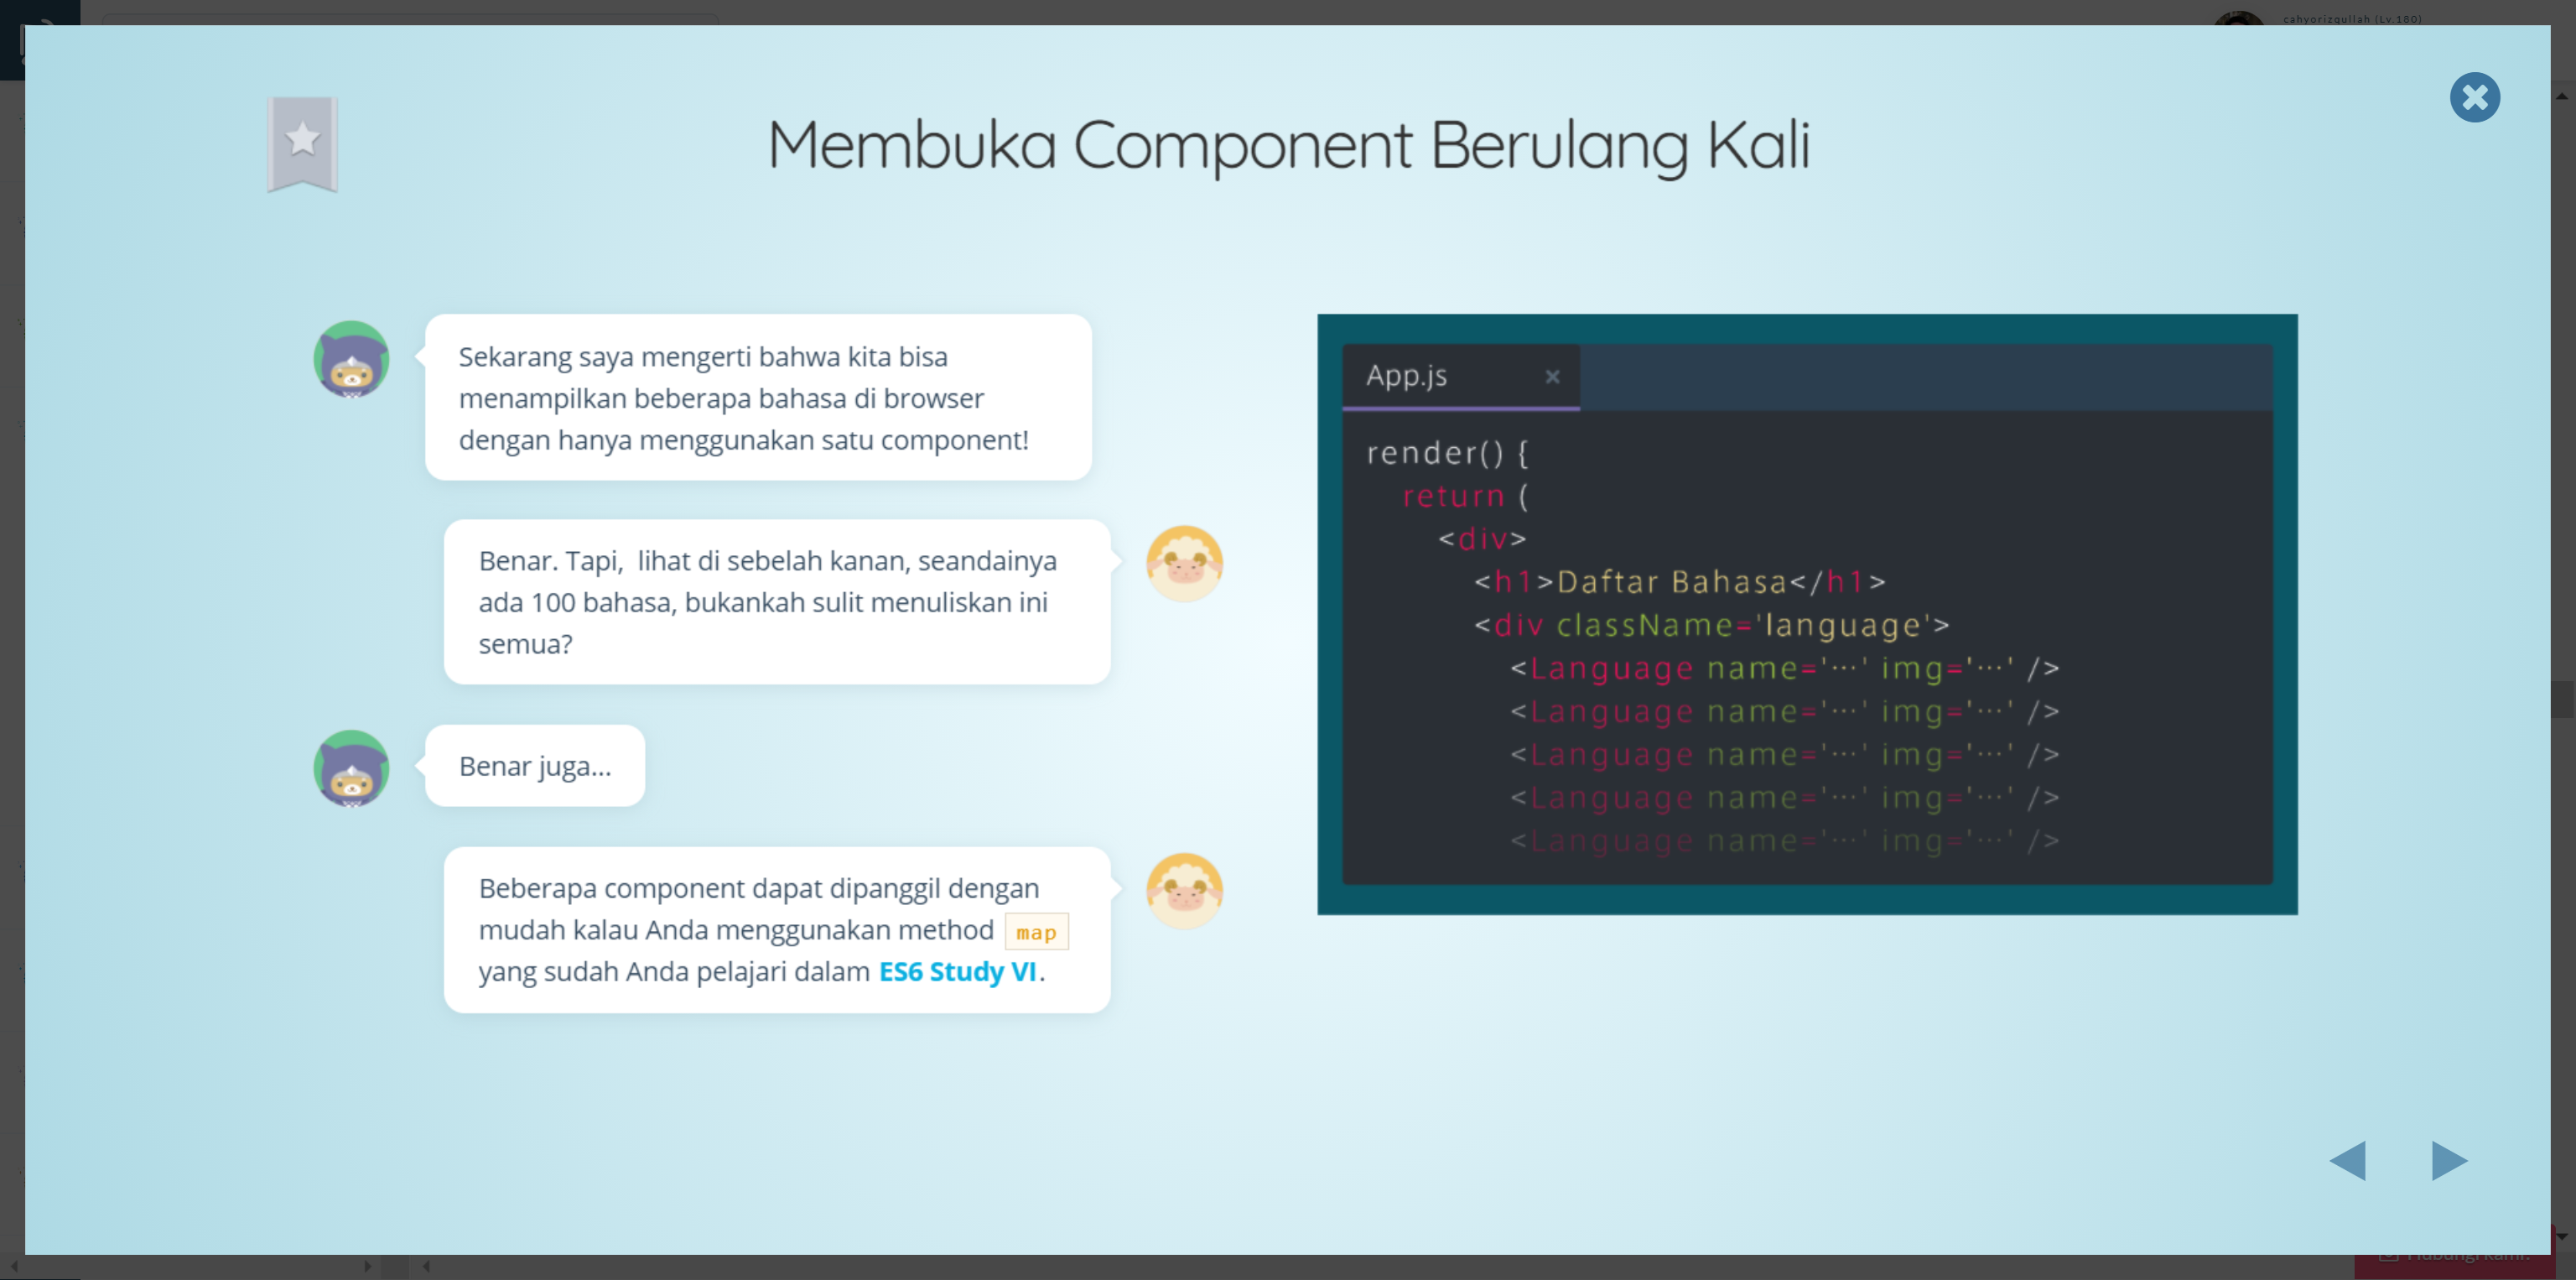 cahyorizqullah (Lv.180)
Membuka Component Berulang Kali
Sekarang saya mengerti bahwa kita bisa
menampilkan beberapa bahasa di browser
dengan hanya menggunakan satu component!
Benar. Tapi, lihat di sebelah kanan, seandainya
ada 100 bahasa, bukankah sulit menuliskan ini
semua?
Benar juga...
Beberapa component dapat dipanggil dengan
mudah kalau Anda menggunakan method map
yang sudah Anda pelajari dalam ES6 Study VI.
App.js ×
render() {
return (
<div>
<h1>Daftar Bahasa</h1>
<div className='language'>
<Language name='…' img='…' />
<Language name='…' img='…' />
<Language name='…' img='…' />
<Language name='…' img='…' />
<Language name='…' img='…' />